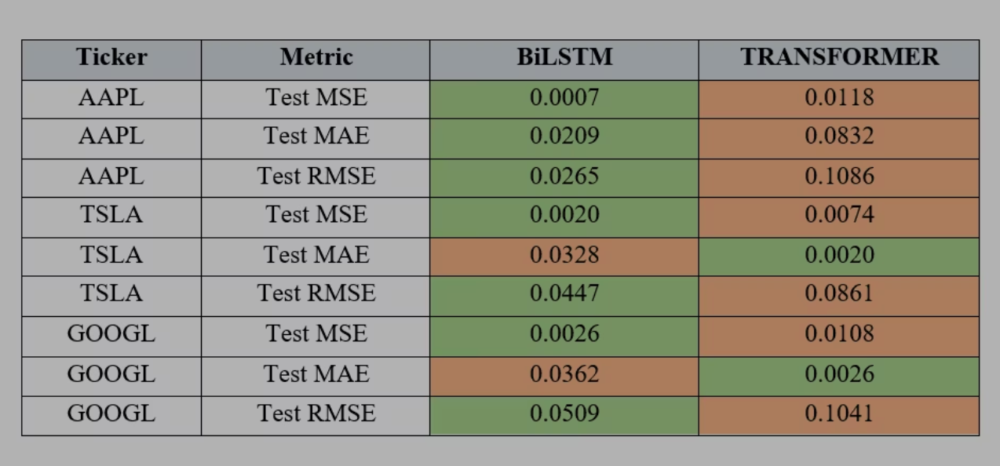 Ticker Metric BiLSTM TRANSFORMER
AAPL Test MSE 0.0007 0.0118
AAPL Test MAE 0.0209 0.0832
AAPL Test RMSE 0.0265 0.1086
TSLA Test MSE 0.0020 0.0074
TSLA Test MAE 0.0328 0.0020
TSLA Test RMSE 0.0447 0.0861
GOOGL Test MSE 0.0026 0.0108
GOOGL Test MAE 0.0362 0.0026
GOOGL Test RMSE 0.0509 0.1041